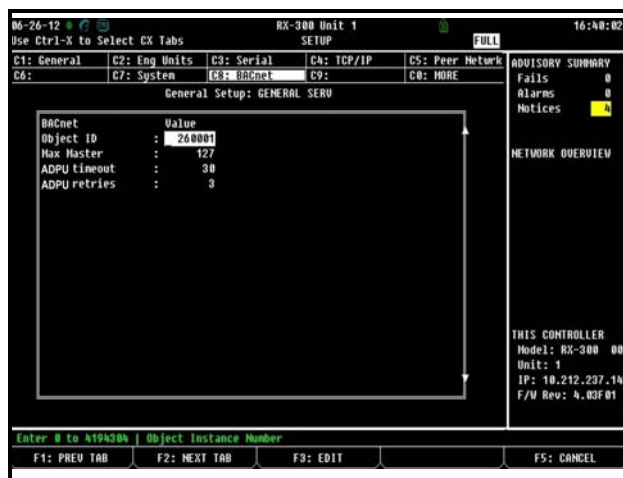 06-26-12 RX-300 Unit 1 16:40:02
Use Ctrl-X to Select CX Tabs SETUP FULL
C1: General C2: Eng Units C3: Serial C4: TCP/IP C5: Peer Netwrk
C6: C7: System C8: BACnet C9: C0: MORE
ADVISORY SUMMARY
Fails 0
Alarms 0
Notices 4
NETWORK OVERVIEW
General Setup: GENERAL SERV
BACnet Value
Object ID : 260001
Max Master : 127
ADPU timeout : 30
ADPU retries : 3
THIS CONTROLLER
Model: RX-300 00
Unit: 1
IP: 10.212.237.14
F/W Rev: 4.03F01
Enter 0 to 4194304 | Object Instance Number
F1: PREV TAB F2: NEXT TAB F3: EDIT F5: CANCEL